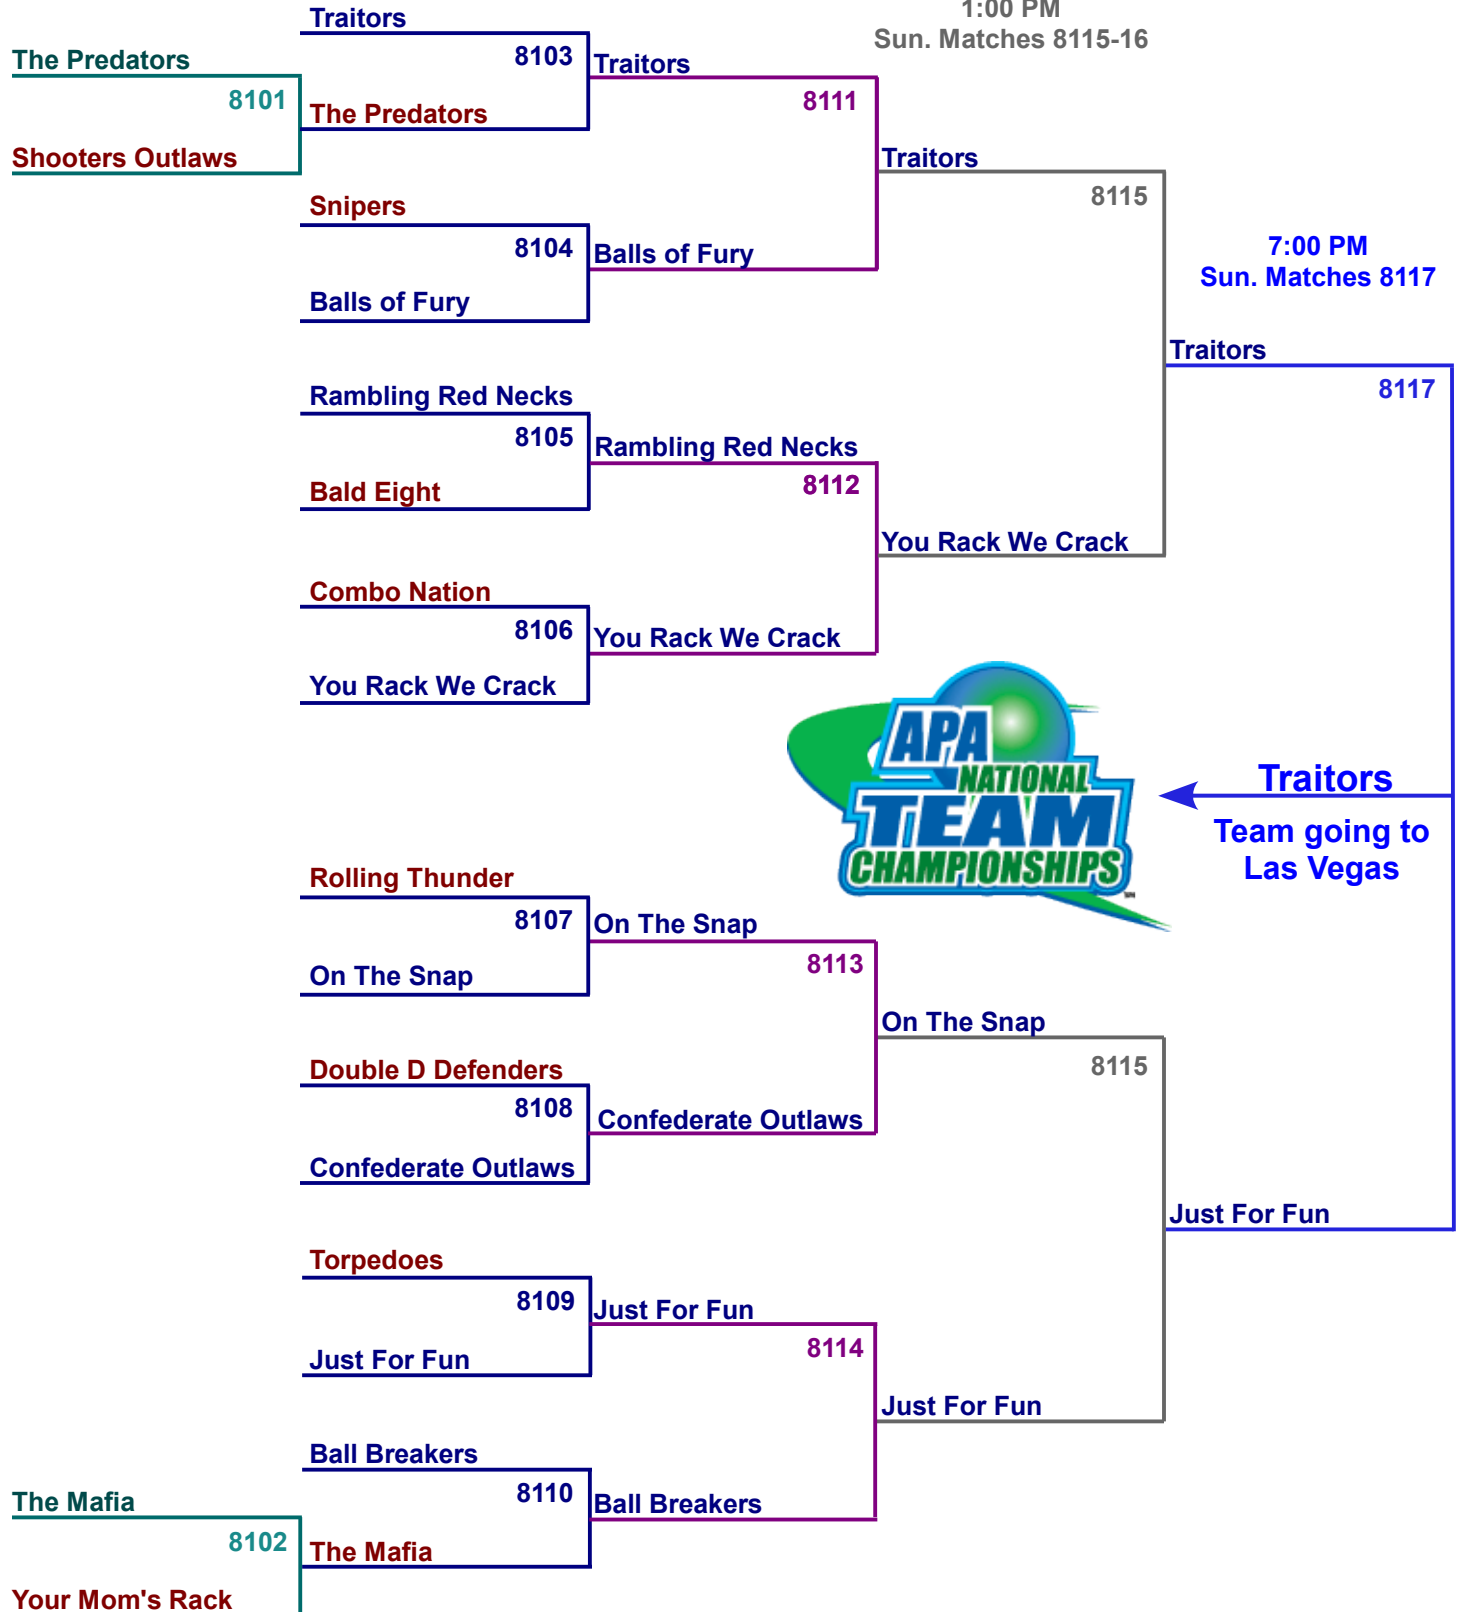 1:00 PM
Sun. Matches 8115-16
Traitors
The Predators
8103
Traitors
8101
8111
The Predators
Shooters Outlaws
Traitors
8115
Snipers
8104
Balls of Fury
7:00 PM
Sun. Matches 8117
Balls of Fury
Traitors
8117
Rambling Red Necks
8105
Rambling Red Necks
8112
Bald Eight
You Rack We Crack
Combo Nation
8106
You Rack We Crack
You Rack We Crack
APA
NATIONAL
TEAM
CHAMPIONSHIPS
Traitors
Team going to
Las Vegas
Rolling Thunder
8107
On The Snap
8113
On The Snap
On The Snap
8115
Double D Defenders
8108
Confederate Outlaws
Confederate Outlaws
Just For Fun
Torpedoes
8109
Just For Fun
8114
Just For Fun
Just For Fun
Ball Breakers
8110
Ball Breakers
The Mafia
8102
The Mafia
Your Mom's Rack